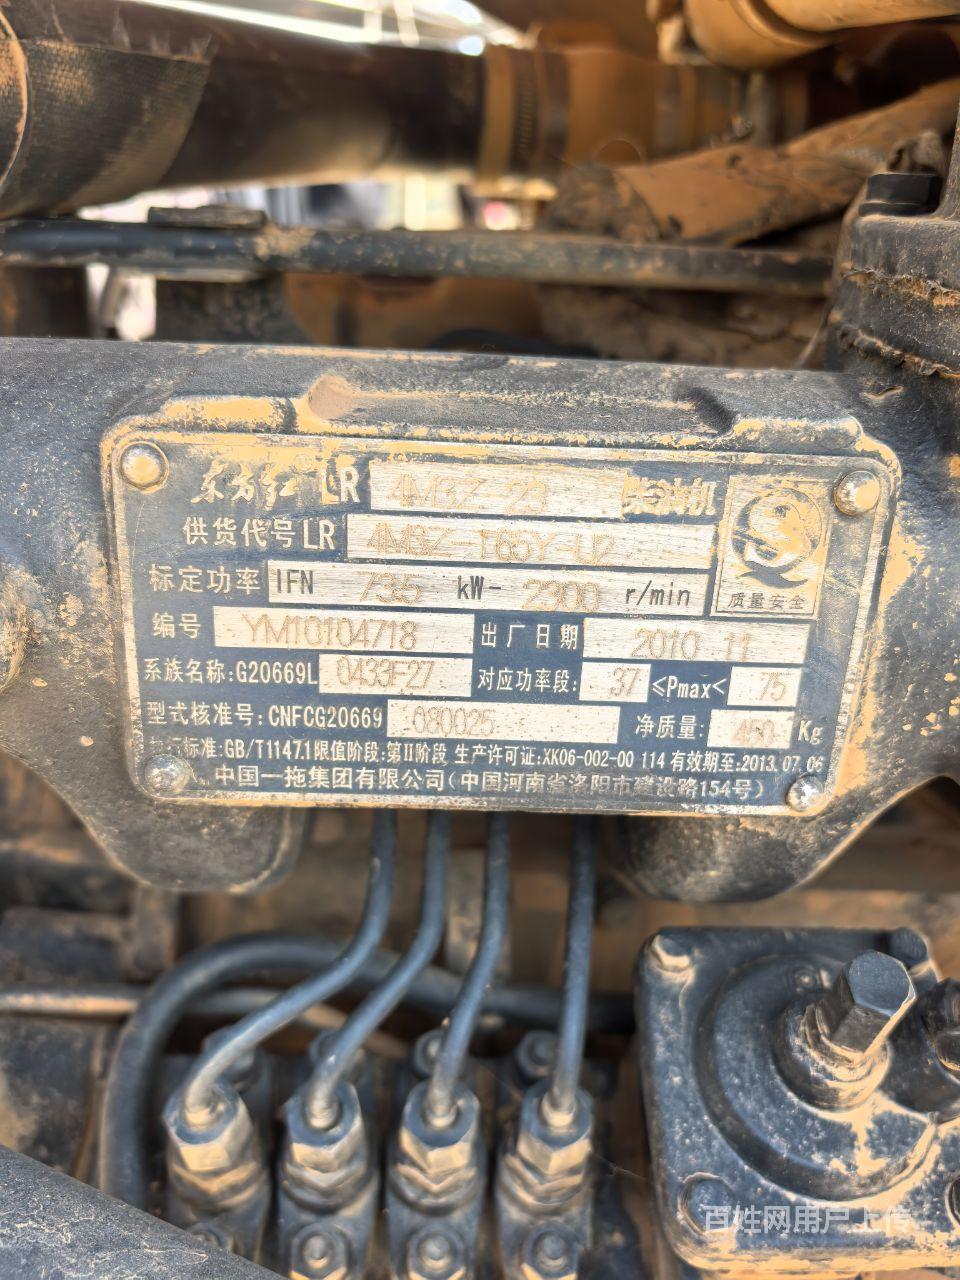 东方红 LR 4M3Z-23 柴油机
供货代号 LR 4M3Z-T65Y-U2
标定功率 IFN 73.5 kW- 2300 r/min
质量安全
编号 YM10104718 出厂日期 2010 11
系族名称:G20669L 0433F27 对应功率段: 37 ≤Pmax< 75
型式核准号:CNFCG20669 080025 净质量: 450 Kg
执行标准:GB/T1147.1 限值阶段:第II阶段 生产许可证:XK06-002-00 114 有效期至:2013.07.06
中国一拖集团有限公司(中国河南省洛阳市建设路154号)
百姓网用户上传